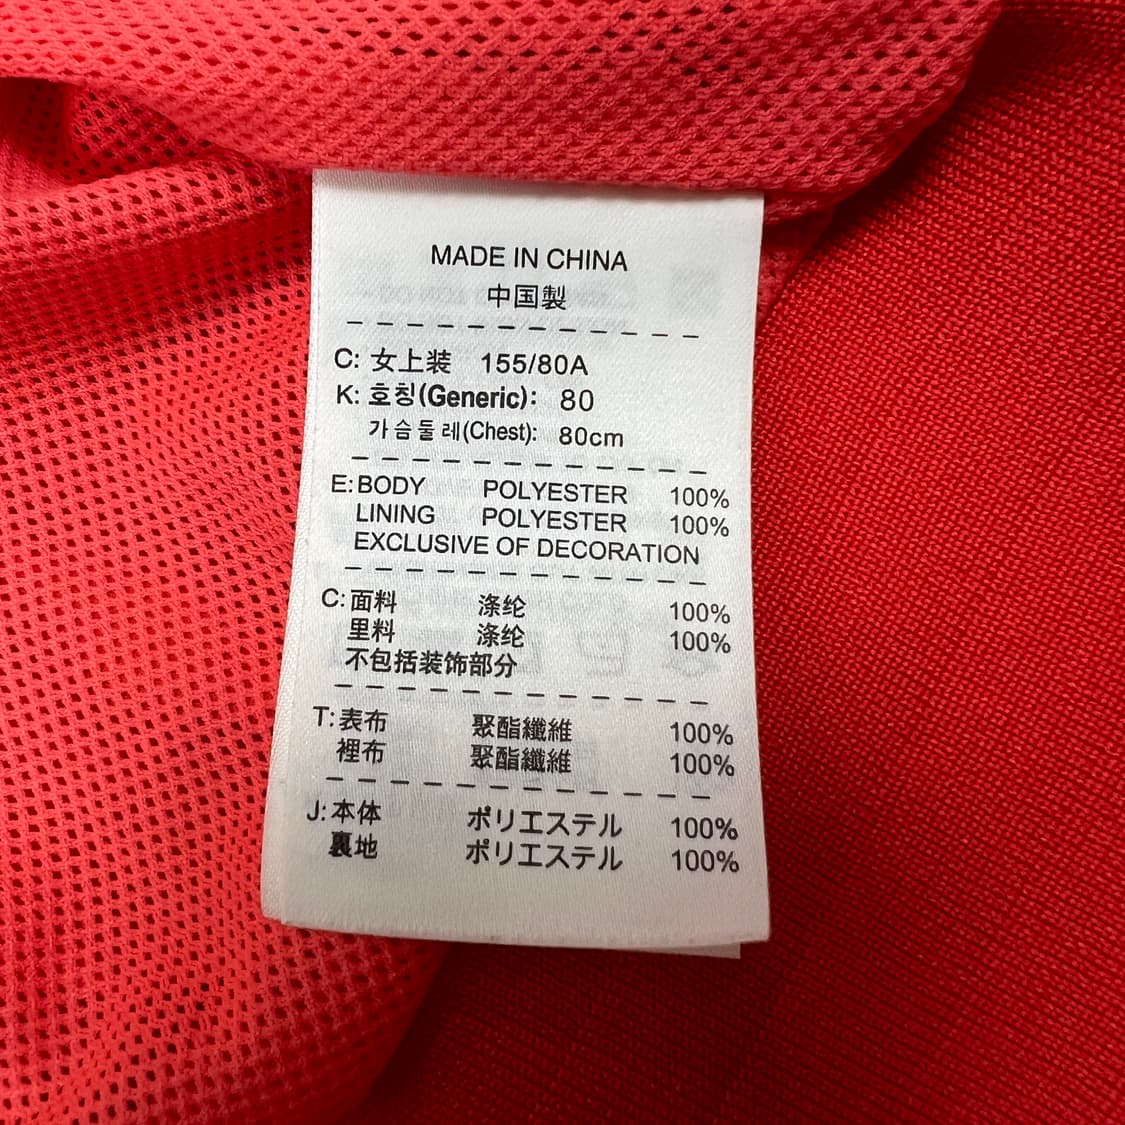 MADE IN CHINA
中国製
C: 女上装 155/80A
K: 호칭(Generic): 80
가슴둘레(Chest): 80cm
E: BODY POLYESTER 100%
LINING POLYESTER 100%
EXCLUSIVE OF DECORATION
C: 面料 涤纶 100%
里料 涤纶 100%
不包括装饰部分
T: 表布 聚酯纖維 100%
裡布 聚酯纖維 100%
J: 本体 ポリエステル 100%
裏地 ポリエステル 100%